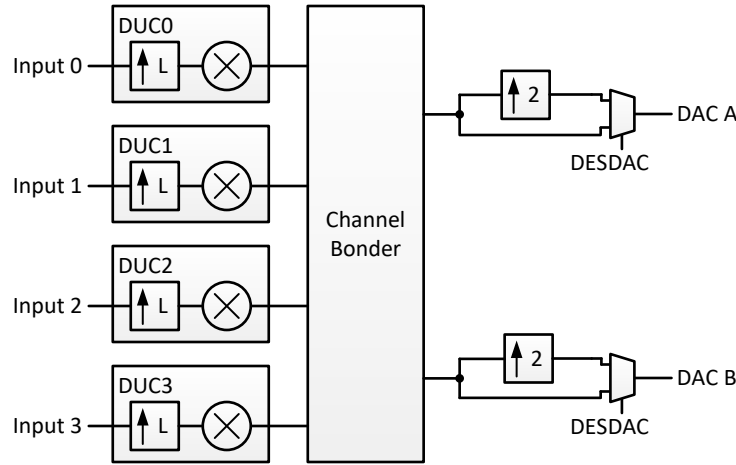 DUC0
Input 0
↑ L
DUC1
Input 1
↑ L
DUC2
Input 2
↑ L
DUC3
Input 3
↑ L
Channel
Bonder
↑ 2
DAC A
DESDAC
↑ 2
DAC B
DESDAC